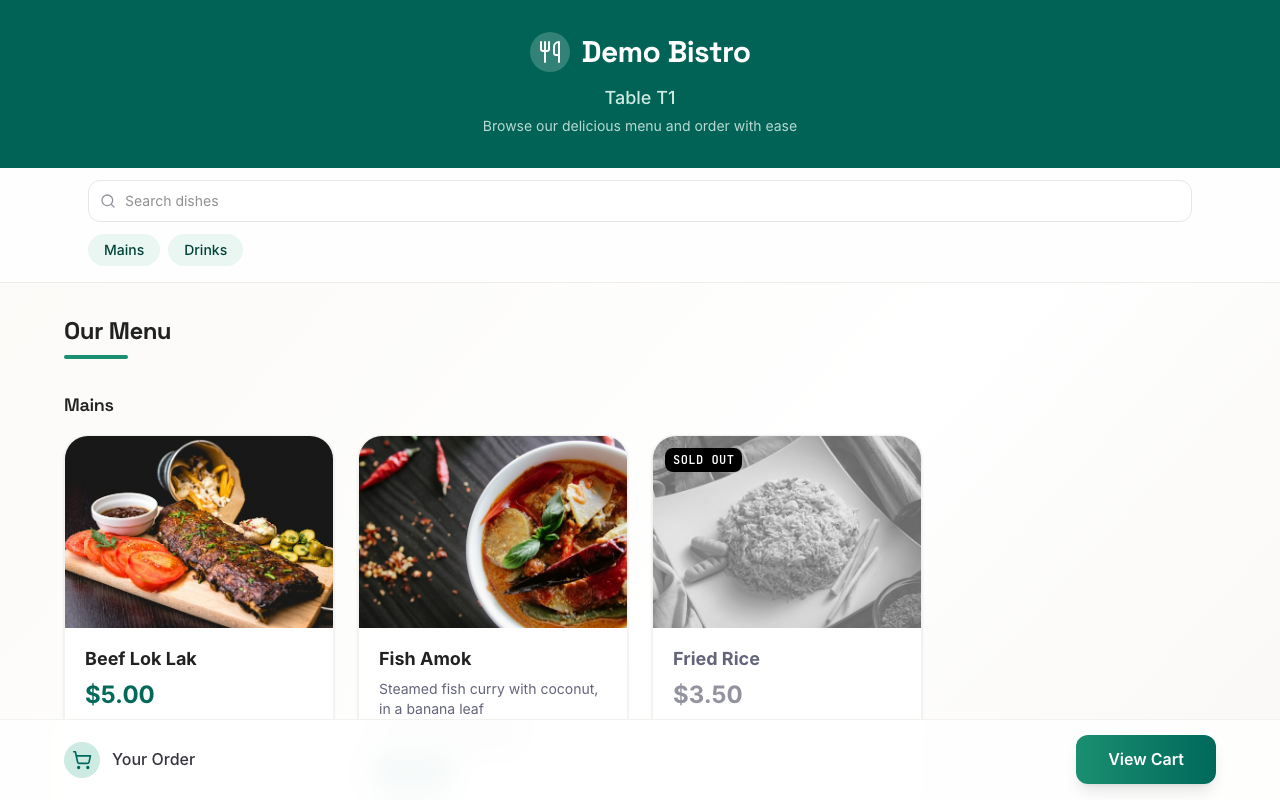 Demo Bistro
Table T1
Browse our delicious menu and order with ease
Search dishes
Mains
Drinks
Our Menu
Mains
SOLD OUT
Beef Lok Lak
$5.00
Fish Amok
Steamed fish curry with coconut,
in a banana leaf
Fried Rice
$3.50
Your Order
View Cart